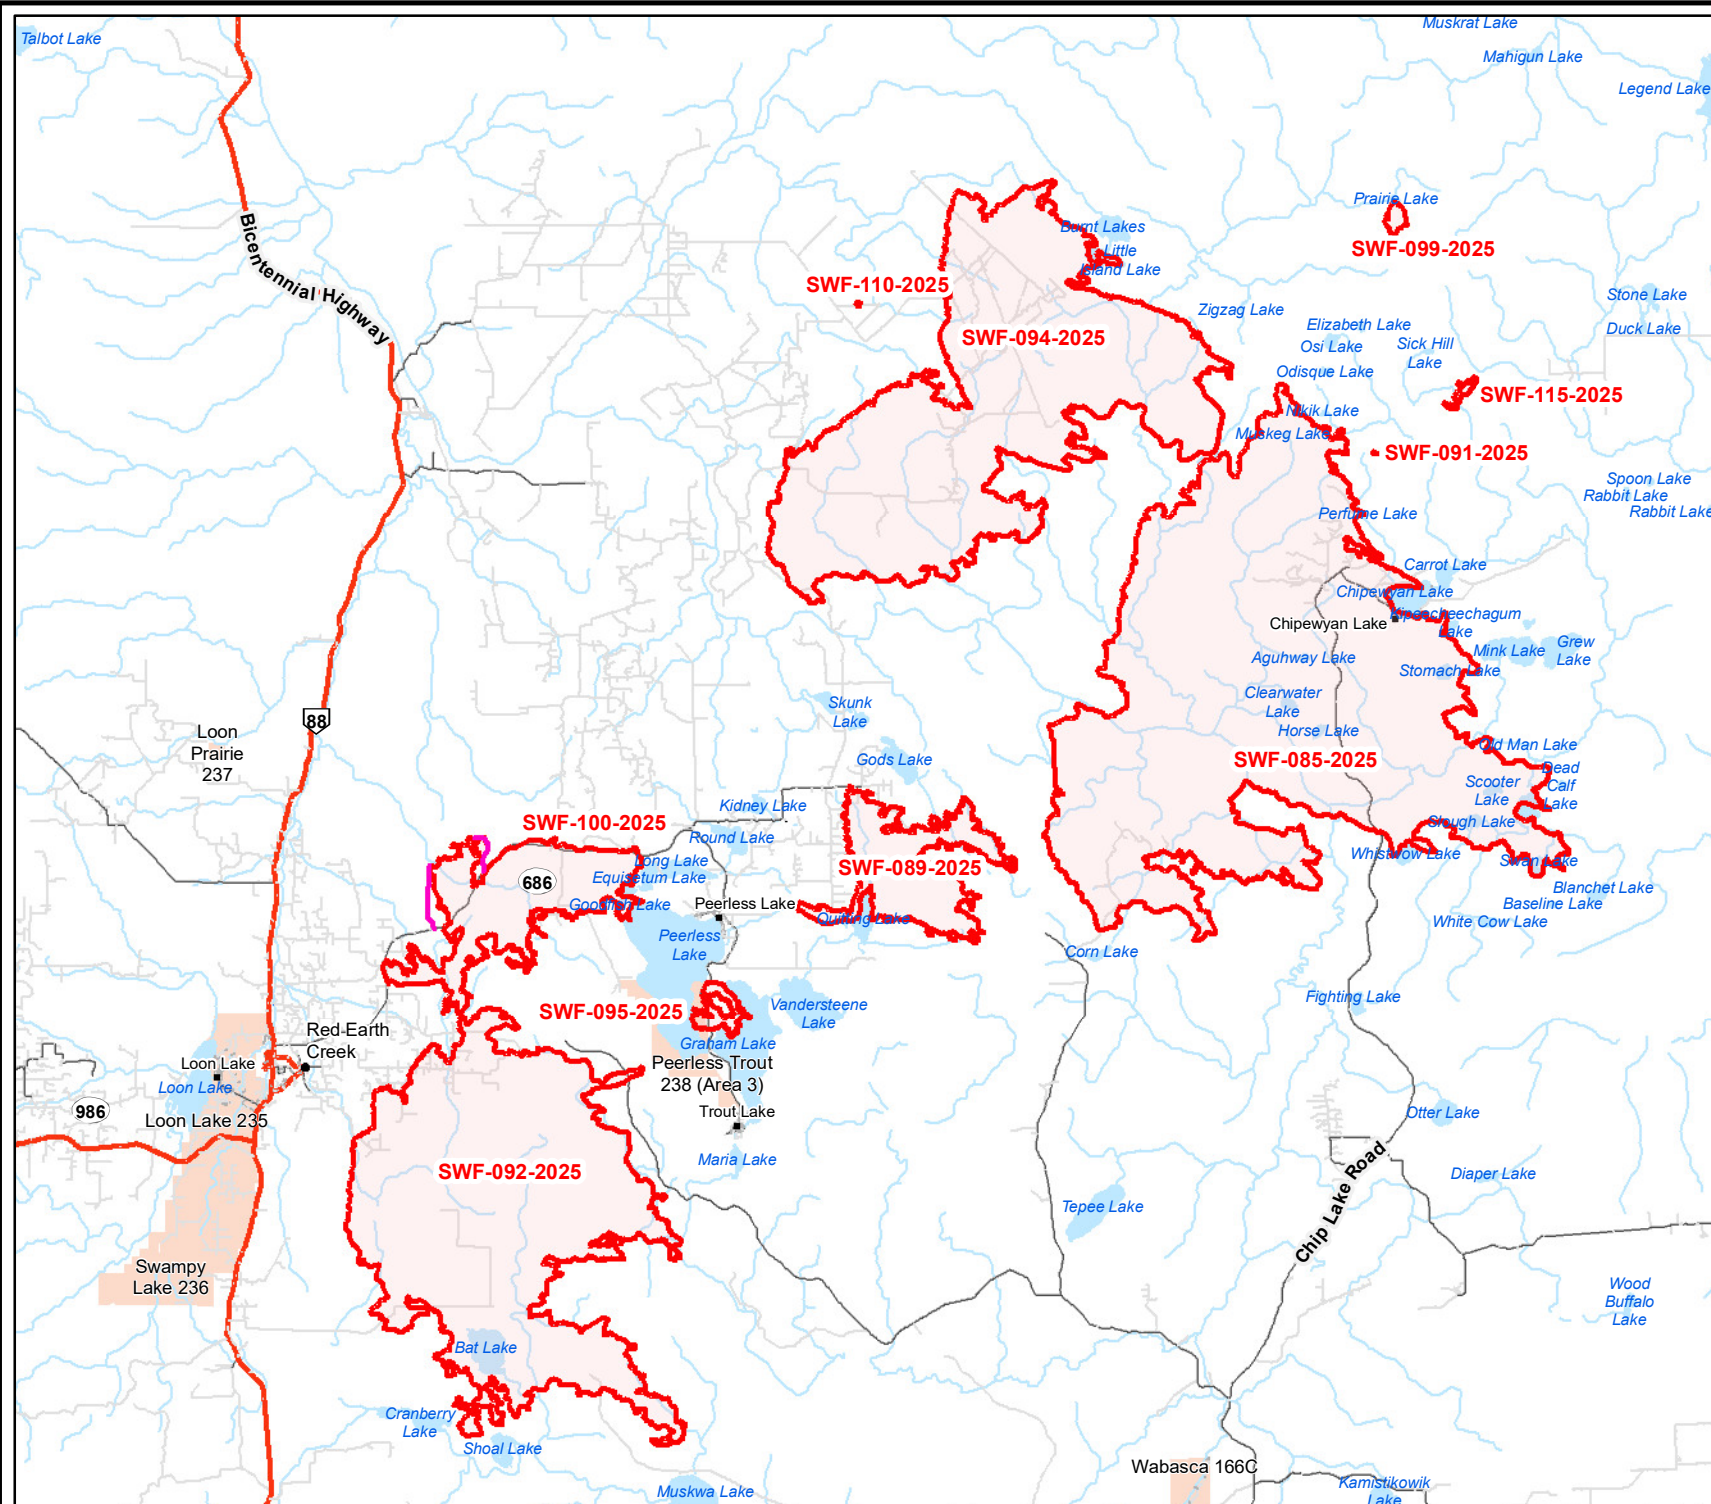 Talbot Lake
Muskrat Lake
Mahigun Lake
Legend Lake
Bicentennial Highway
Prairie Lake
SWF-099-2025
Burnt Lakes
Little
Island Lake
SWF-110-2025
SWF-094-2025
Zigzag Lake
Stone Lake
Duck Lake
Elizabeth Lake
Osi Lake
Sick Hill
Lake
Odisque Lake
SWF-115-2025
Nikik Lake
Muskeg Lake
SWF-091-2025
Spoon Lake
Rabbit Lake
Rabbit Lake
Perfume Lake
Carrot Lake
Chipewyan Lake
Chipewyan Lake
Kipeecheechagum
Lake
Mink Lake
Grew
Lake
Aguhway Lake
Stomach Lake
Clearwater
Lake
Horse Lake
Skunk
Lake
Gods Lake
Loon
Prairie
237
88
Old Man Lake
SWF-085-2025
Dead
Calf
Lake
Scooter
Lake
Slough Lake
Kidney Lake
SWF-100-2025
Round Lake
Long Lake
Equisetum Lake
686
Goodfish Lake
Peerless Lake
SWF-089-2025
Quitting Lake
Whistwow Lake
Swan Lake
Blanchet Lake
Baseline Lake
White Cow Lake
Peerless
Lake
Corn Lake
Fighting Lake
SWF-095-2025
Vandersteene
Lake
Graham Lake
Red Earth
Creek
Loon Lake
Loon Lake
986
Loon Lake 235
Peerless Trout
238 (Area 3)
Trout Lake
Maria Lake
Otter Lake
Diaper Lake
SWF-092-2025
Tepee Lake
Chip Lake Road
Swampy
Lake 236
Wood
Buffalo
Lake
Bat Lake
Cranberry
Lake
Shoal Lake
Muskwa Lake
Wabasca 166C
Kamistikowik
Lake